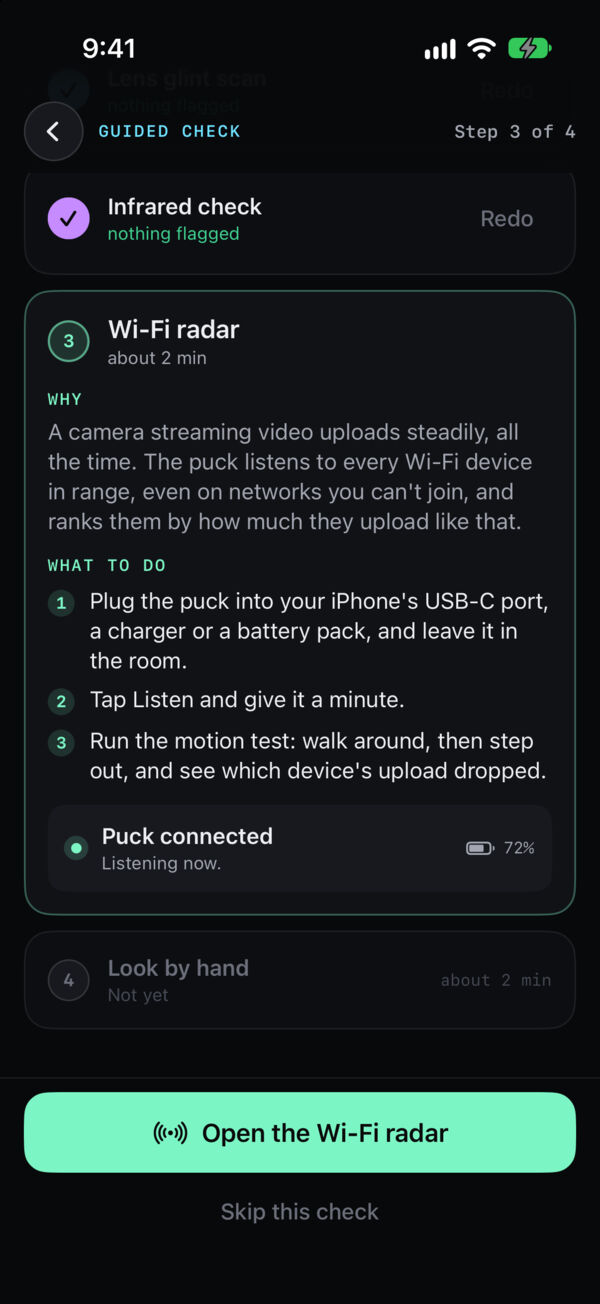 9:41
Lens glint scan
nothing flagged
Redo
GUIDED CHECK
Step 3 of 4
Infrared check
nothing flagged
Redo
3
Wi-Fi radar
about 2 min
WHY
A camera streaming video uploads steadily, all
the time. The puck listens to every Wi-Fi device
in range, even on networks you can't join, and
ranks them by how much they upload like that.
WHAT TO DO
1 Plug the puck into your iPhone's USB-C port,
a charger or a battery pack, and leave it in
the room.
2 Tap Listen and give it a minute.
3 Run the motion test: walk around, then step
out, and see which device's upload dropped.
Puck connected
Listening now.
72%
4
Look by hand
Not yet
about 2 min
Open the Wi-Fi radar
Skip this check